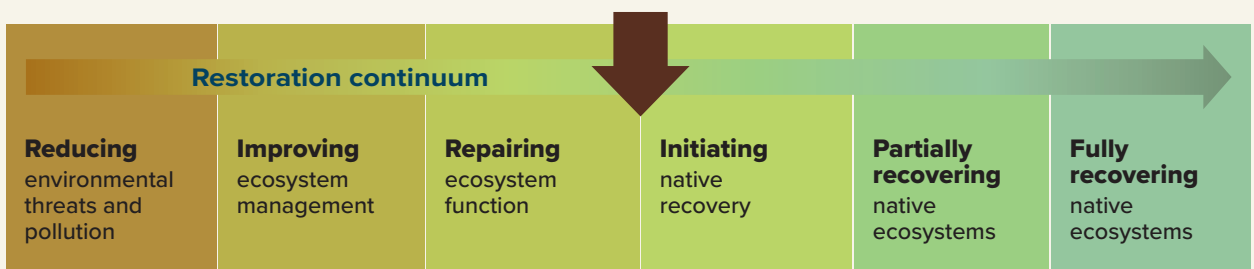 Restoration continuum
Reducing
environmental
threats and
pollution
Improving
ecosystem
management
Repairing
ecosystem
function
Initiating
native
recovery
Partially
recovering
native
ecosystems
Fully
recovering
native
ecosystems